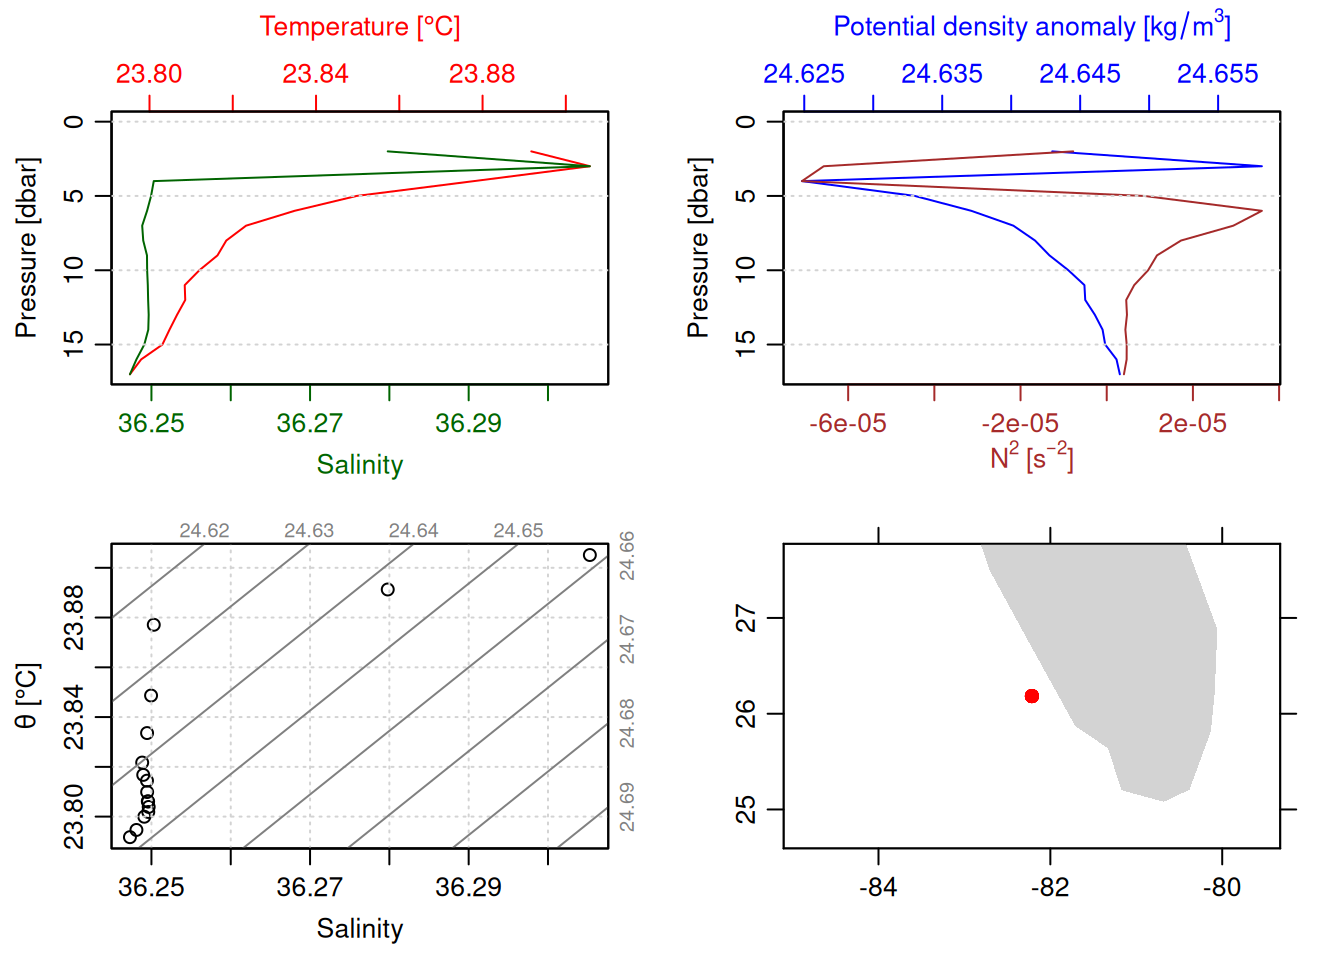 Temperature [°C]
23.80 23.84 23.88
Pressure [dbar]
0
5
10
15
36.25 36.27 36.29
Salinity
Potential density anomaly [kg/m³]
24.625 24.635 24.645 24.655
Pressure [dbar]
0
5
10
15
-6e-05 -2e-05 2e-05
N² [s⁻²]
24.62 24.63 24.64 24.65
24.66
24.67
24.68
24.69
θ [°C]
23.88
23.84
23.80
36.25 36.27 36.29
Salinity
27
26
25
-84 -82 -80